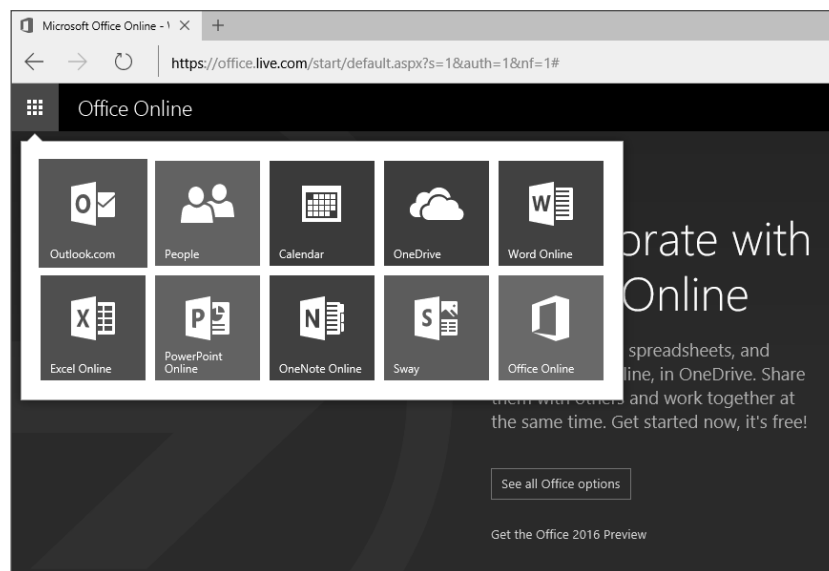 Microsoft Office Online -
https://office.live.com/start/default.aspx?s=1&auth=1&nf=1#
Office Online
Outlook.com
People
Calendar
OneDrive
Word Online
Excel Online
PowerPoint
Online
OneNote Online
Sway
Office Online
orate with
Online
spreadsheets, and
line, in OneDrive. Share
them with others and work together at
the same time. Get started now, it's free!
See all Office options
Get the Office 2016 Preview